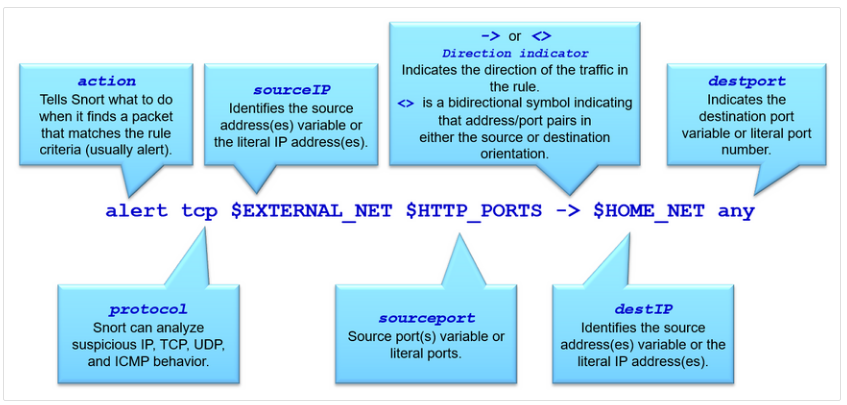 action
Tells Snort what to do
when it finds a packet
that matches the rule
criteria (usually alert).
sourceIP
Identifies the source
address(es) variable or
the literal IP address(es).
-> or <>
Direction indicator
Indicates the direction of the traffic in
the rule.
<> is a bidirectional symbol indicating
that address/port pairs in
either the source or destination
orientation.
destport
Indicates the
destination port
variable or literal port
number.
alert tcp $EXTERNAL_NET $HTTP_PORTS -> $HOME_NET any
protocol
Snort can analyze
suspicious IP, TCP, UDP,
and ICMP behavior.
sourceport
Source port(s) variable or
literal ports.
destIP
Identifies the source
address(es) variable or the
literal IP address(es).